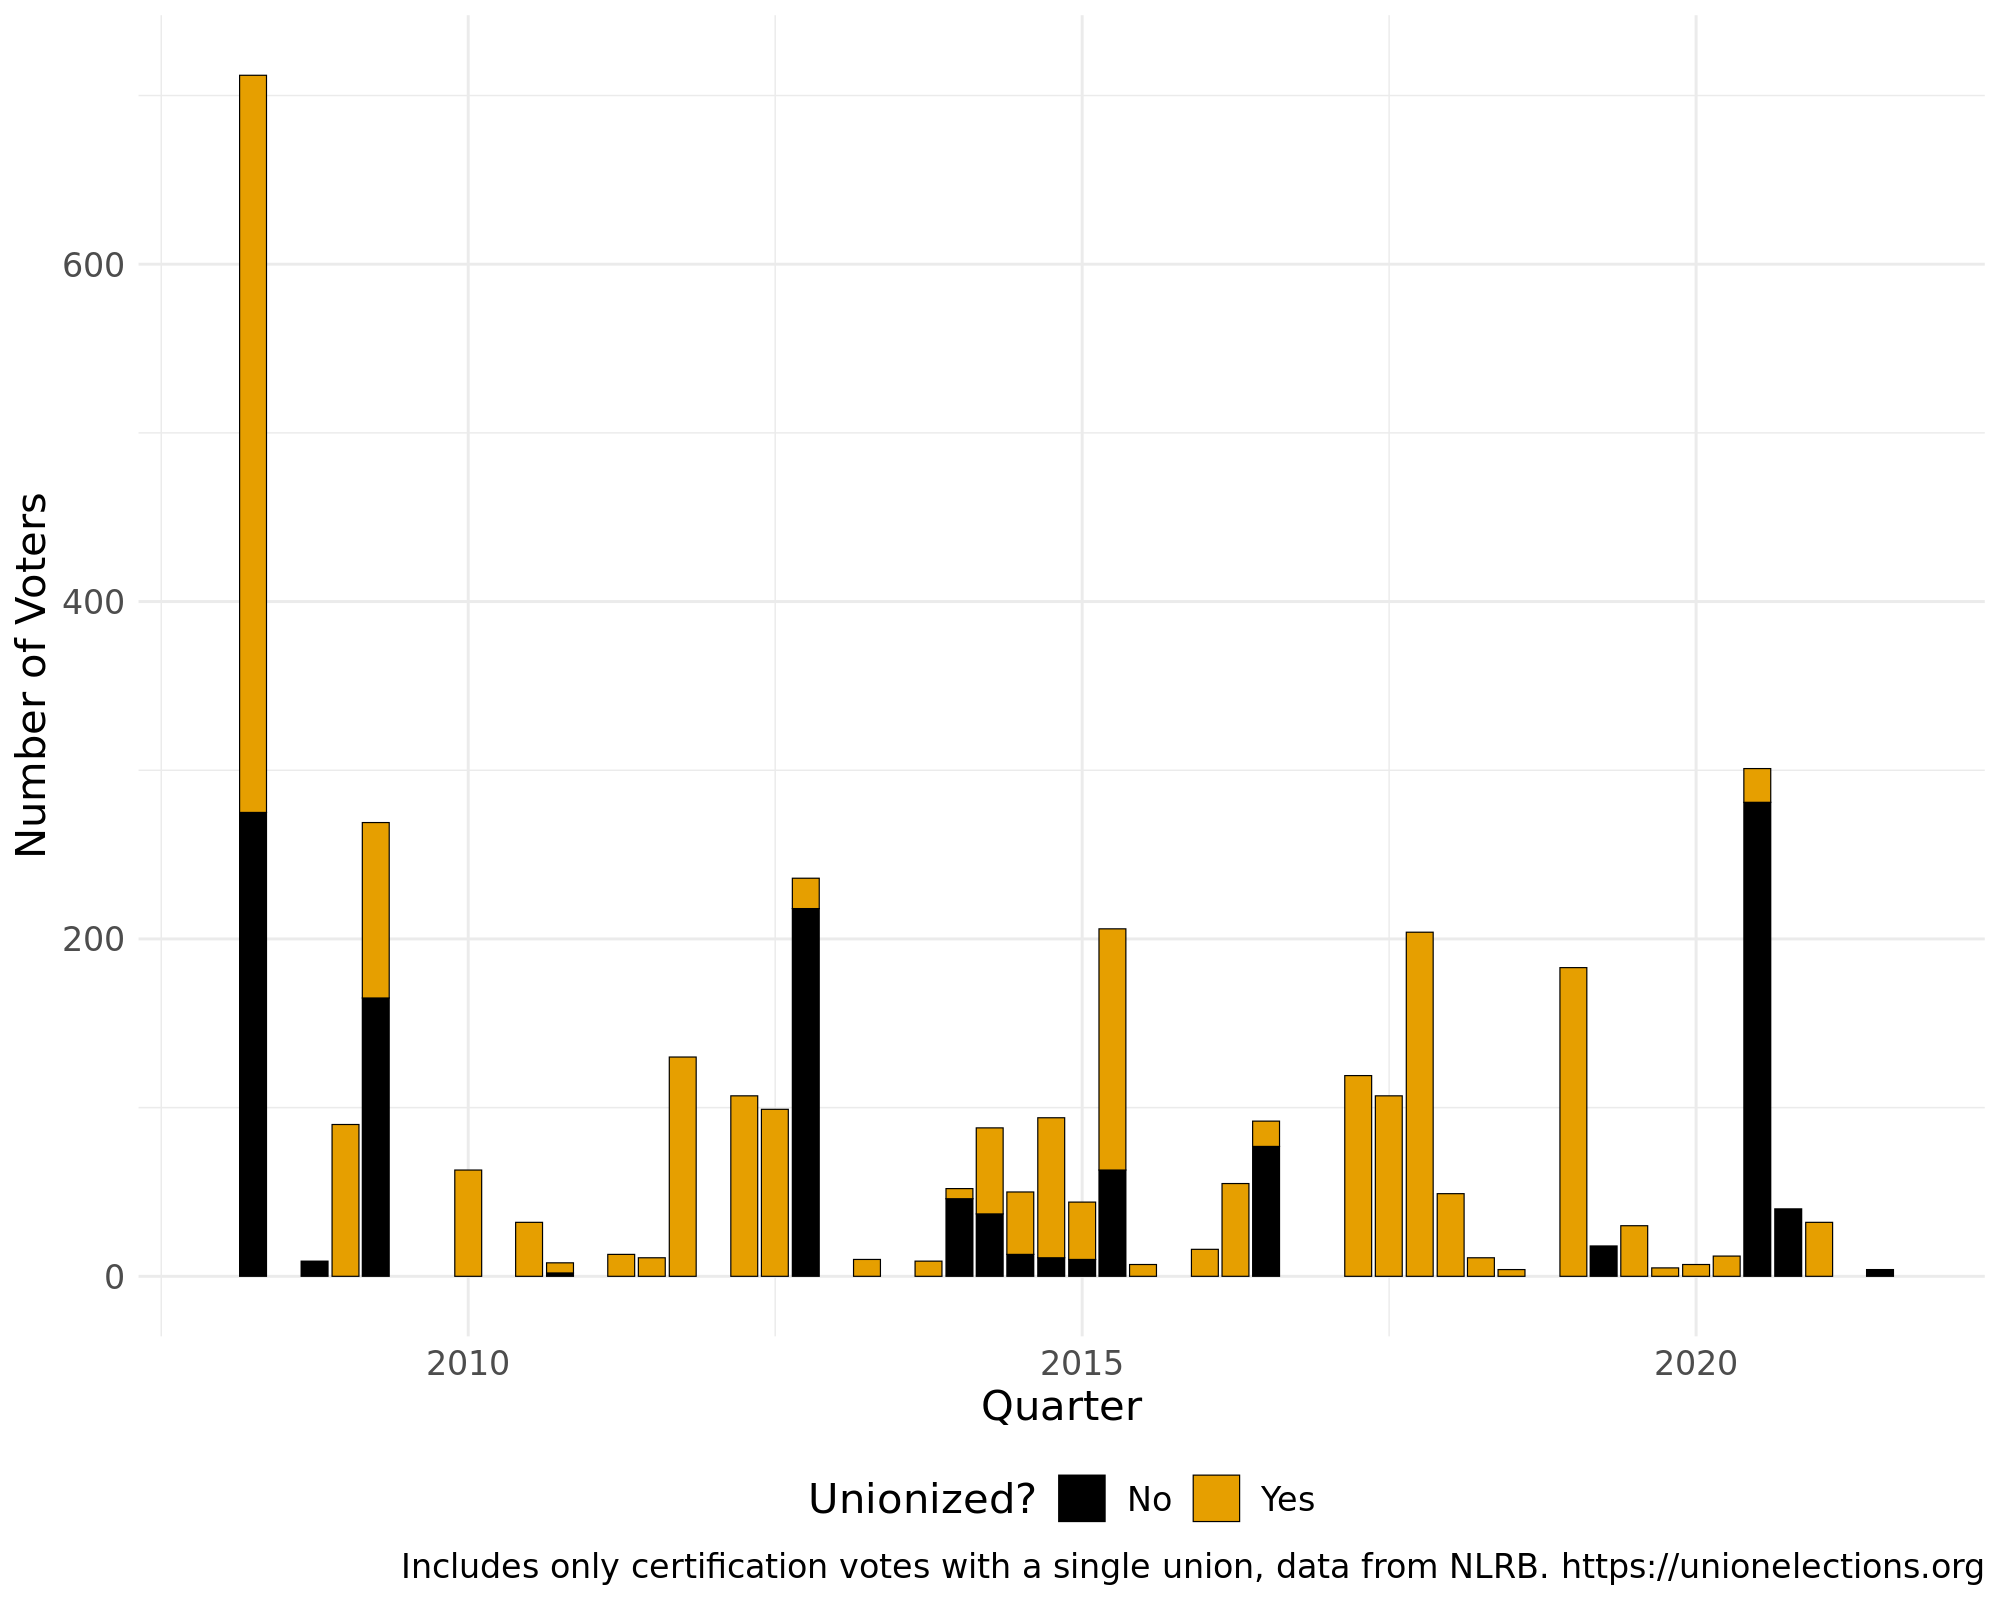 Number of Voters
600
400
200
0
2010 2015 2020
Quarter
Unionized? No Yes
Includes only certification votes with a single union, data from NLRB. https://unionelections.org